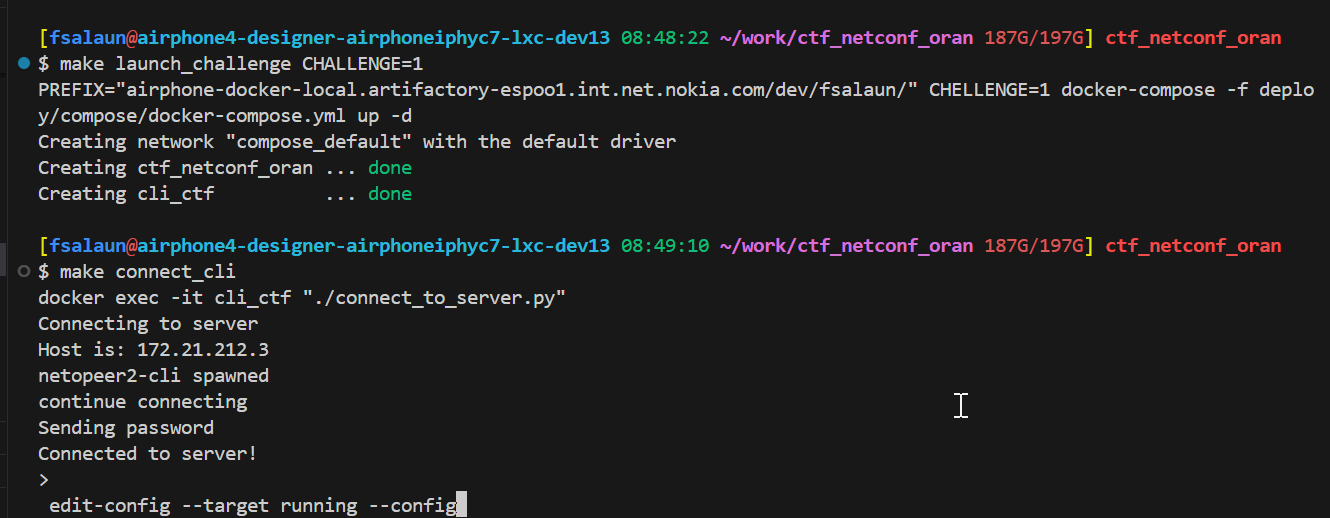 [fsalaun@airphone4-designer-airphoneiphyc7-lxc-dev13 08:48:22 ~/work/ctf_netconf_oran 187G/197G] ctf_netconf_oran
$ make launch_challenge CHALLENGE=1
PREFIX="airphone-docker-local.artifactory-espoo1.int.net.nokia.com/dev/fsalaun/" CHELLENGE=1 docker-compose -f deplo
y/compose/docker-compose.yml up -d
Creating network "compose_default" with the default driver
Creating ctf_netconf_oran ... done
Creating cli_ctf          ... done
[fsalaun@airphone4-designer-airphoneiphyc7-lxc-dev13 08:49:10 ~/work/ctf_netconf_oran 187G/197G] ctf_netconf_oran
$ make connect_cli
docker exec -it cli_ctf "./connect_to_server.py"
Connecting to server
Host is: 172.21.212.3
netopeer2-cli spawned
continue connecting
Sending password
Connected to server!
>
 edit-config --target running --config